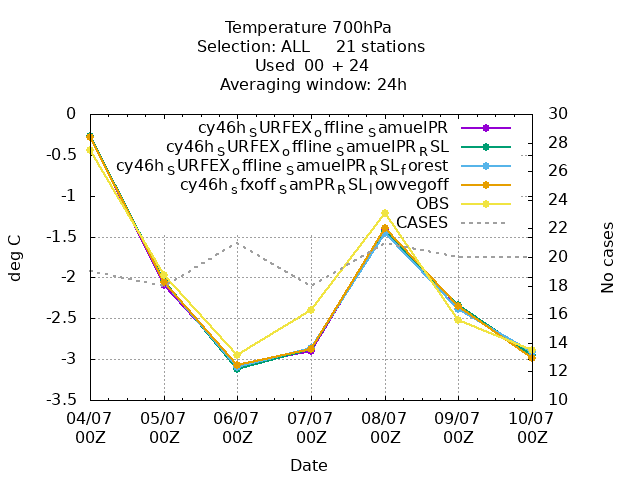 Temperature 700hPa
Selection: ALL 21 stations
Used 00 + 24
Averaging window: 24h
cy46h_SURFEX_offline_SamuelPR
cy46h_SURFEX_offline_SamuelPR_RSL
cy46h_SURFEX_offline_SamuelPR_RSL_forest
cy46h_sfxoff_SamPR_RSL_lowvegoff
OBS
CASES
0
-0.5
-1
-1.5
-2
-2.5
-3
-3.5
deg C
30
28
26
24
22
20
18
16
14
12
10
No cases
04/07 05/07 06/07 07/07 08/07 09/07 10/07
00Z 00Z 00Z 00Z 00Z 00Z 00Z
Date